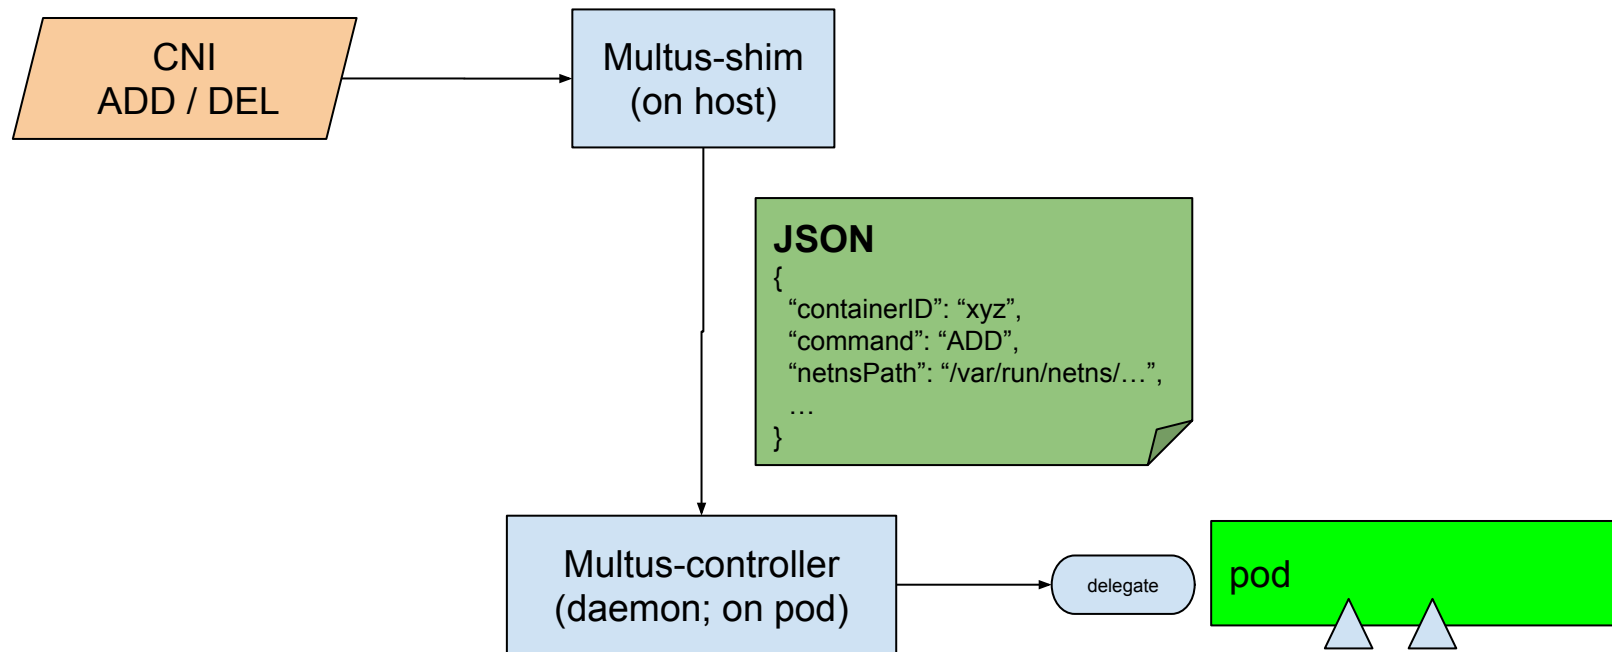 CNI
ADD / DEL
Multus-shim
(on host)
JSON
{
“containerID”: “xyz”,
“command”: “ADD”,
“netnsPath”: “/var/run/netns/…”,
…
}
Multus-controller
(daemon; on pod)
delegate
pod